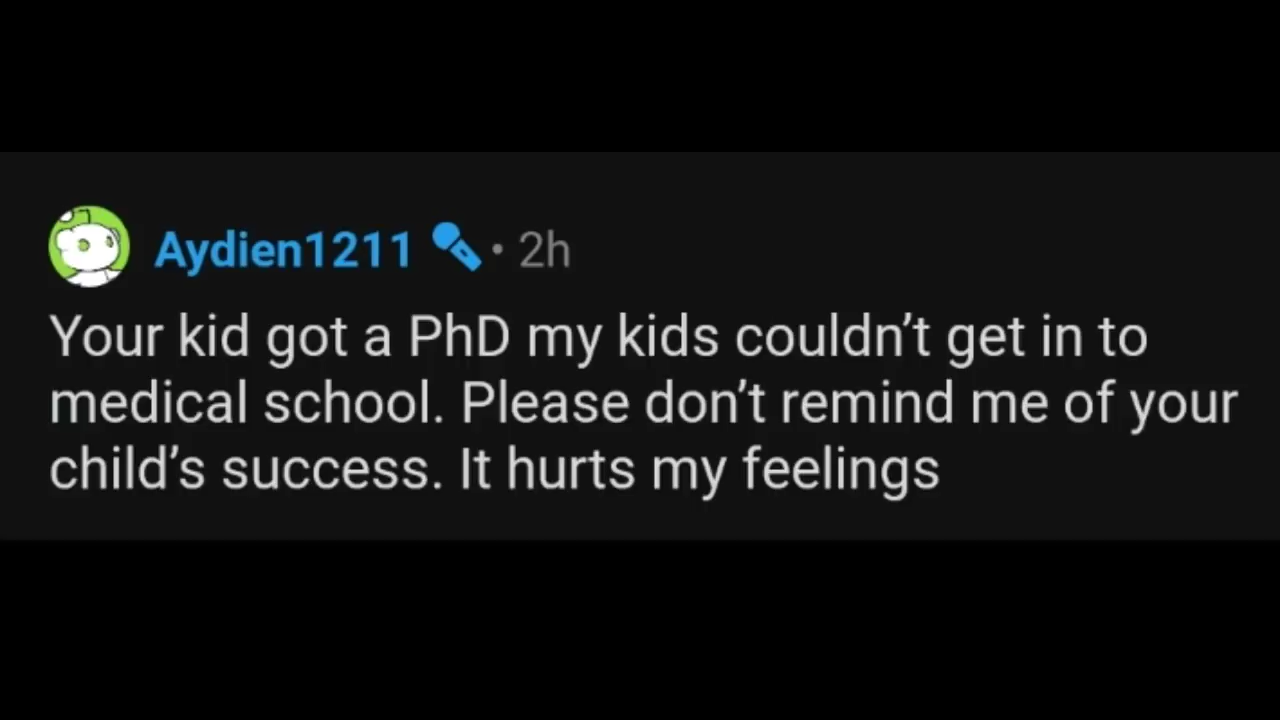 Aydien1211 • 2h
Your kid got a PhD my kids couldn’t get in to
medical school. Please don’t remind me of your
child’s success. It hurts my feelings